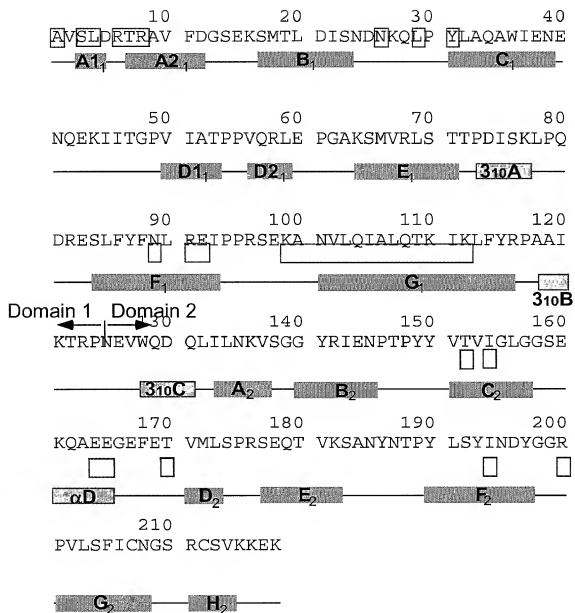 10 20 30 40
AVSLDRTRAV FDGSEKSMTL DISNDNKQLP YLAQAWIENE
A1₁ A2₁ B₁ C₁
50 60 70 80
NQEKIITGPV IATPPVQRLE PGAKSMVRLS TTPDISKLPQ
D1₁ D2₁ E₁ 3₁₀A
90 100 110 120
DRESLFYFNL REIPPRSEKA NVLQIALQTK IKLFYRPAAI
F₁ G₁ 3₁₀B
Domain 1 Domain 2
130 140 150 160
KTRPNEVWQD QLILNKVSGG YRIENPTPYY VTVIGLGGSE
3₁₀C A₂ B₂ C₂
170 180 190 200
KQAEEGEFET VMLSPRSEQT VKSANYNTPY LSYINDYGGR
αD D₂ E₂ F₂
210
PVLSFICNGS RCSVKKEK
G₂ H₂